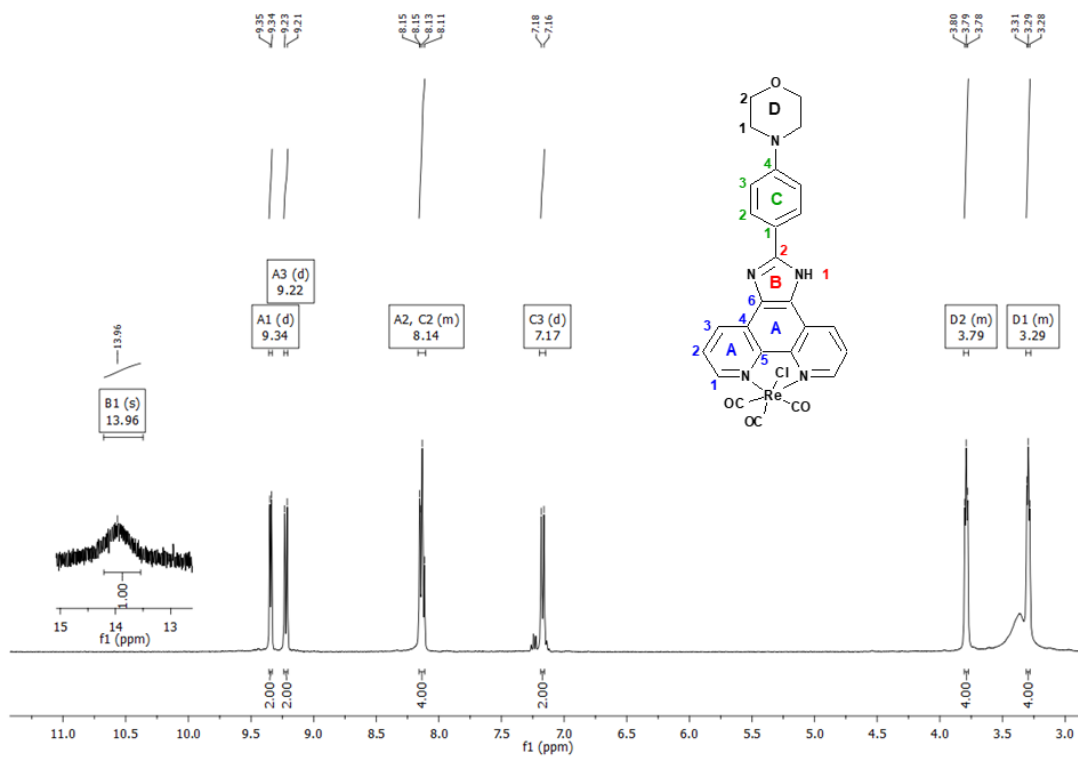 9.35
9.34
9.23
9.21
8.15
8.15
8.13
8.11
7.18
7.16
3.80
3.79
3.78
3.31
3.29
3.28
O
2
D
1
N
4
3
C
2
1
2
N
NH
1
B
6
4
A
3
A
2
5
1
N
Cl
N
Re
OC
CO
OC
A3 (d)
9.22
A1 (d)
9.34
A2, C2 (m)
8.14
C3 (d)
7.17
D2 (m)
3.79
D1 (m)
3.29
13.96
B1 (s)
13.96
1.00
15
14
13
f1 (ppm)
2.00
2.00
4.00
2.00
4.00
4.00
11.0
10.5
10.0
9.5
9.0
8.5
8.0
7.5
7.0
6.5
6.0
5.5
5.0
4.5
4.0
3.5
3.0
f1 (ppm)